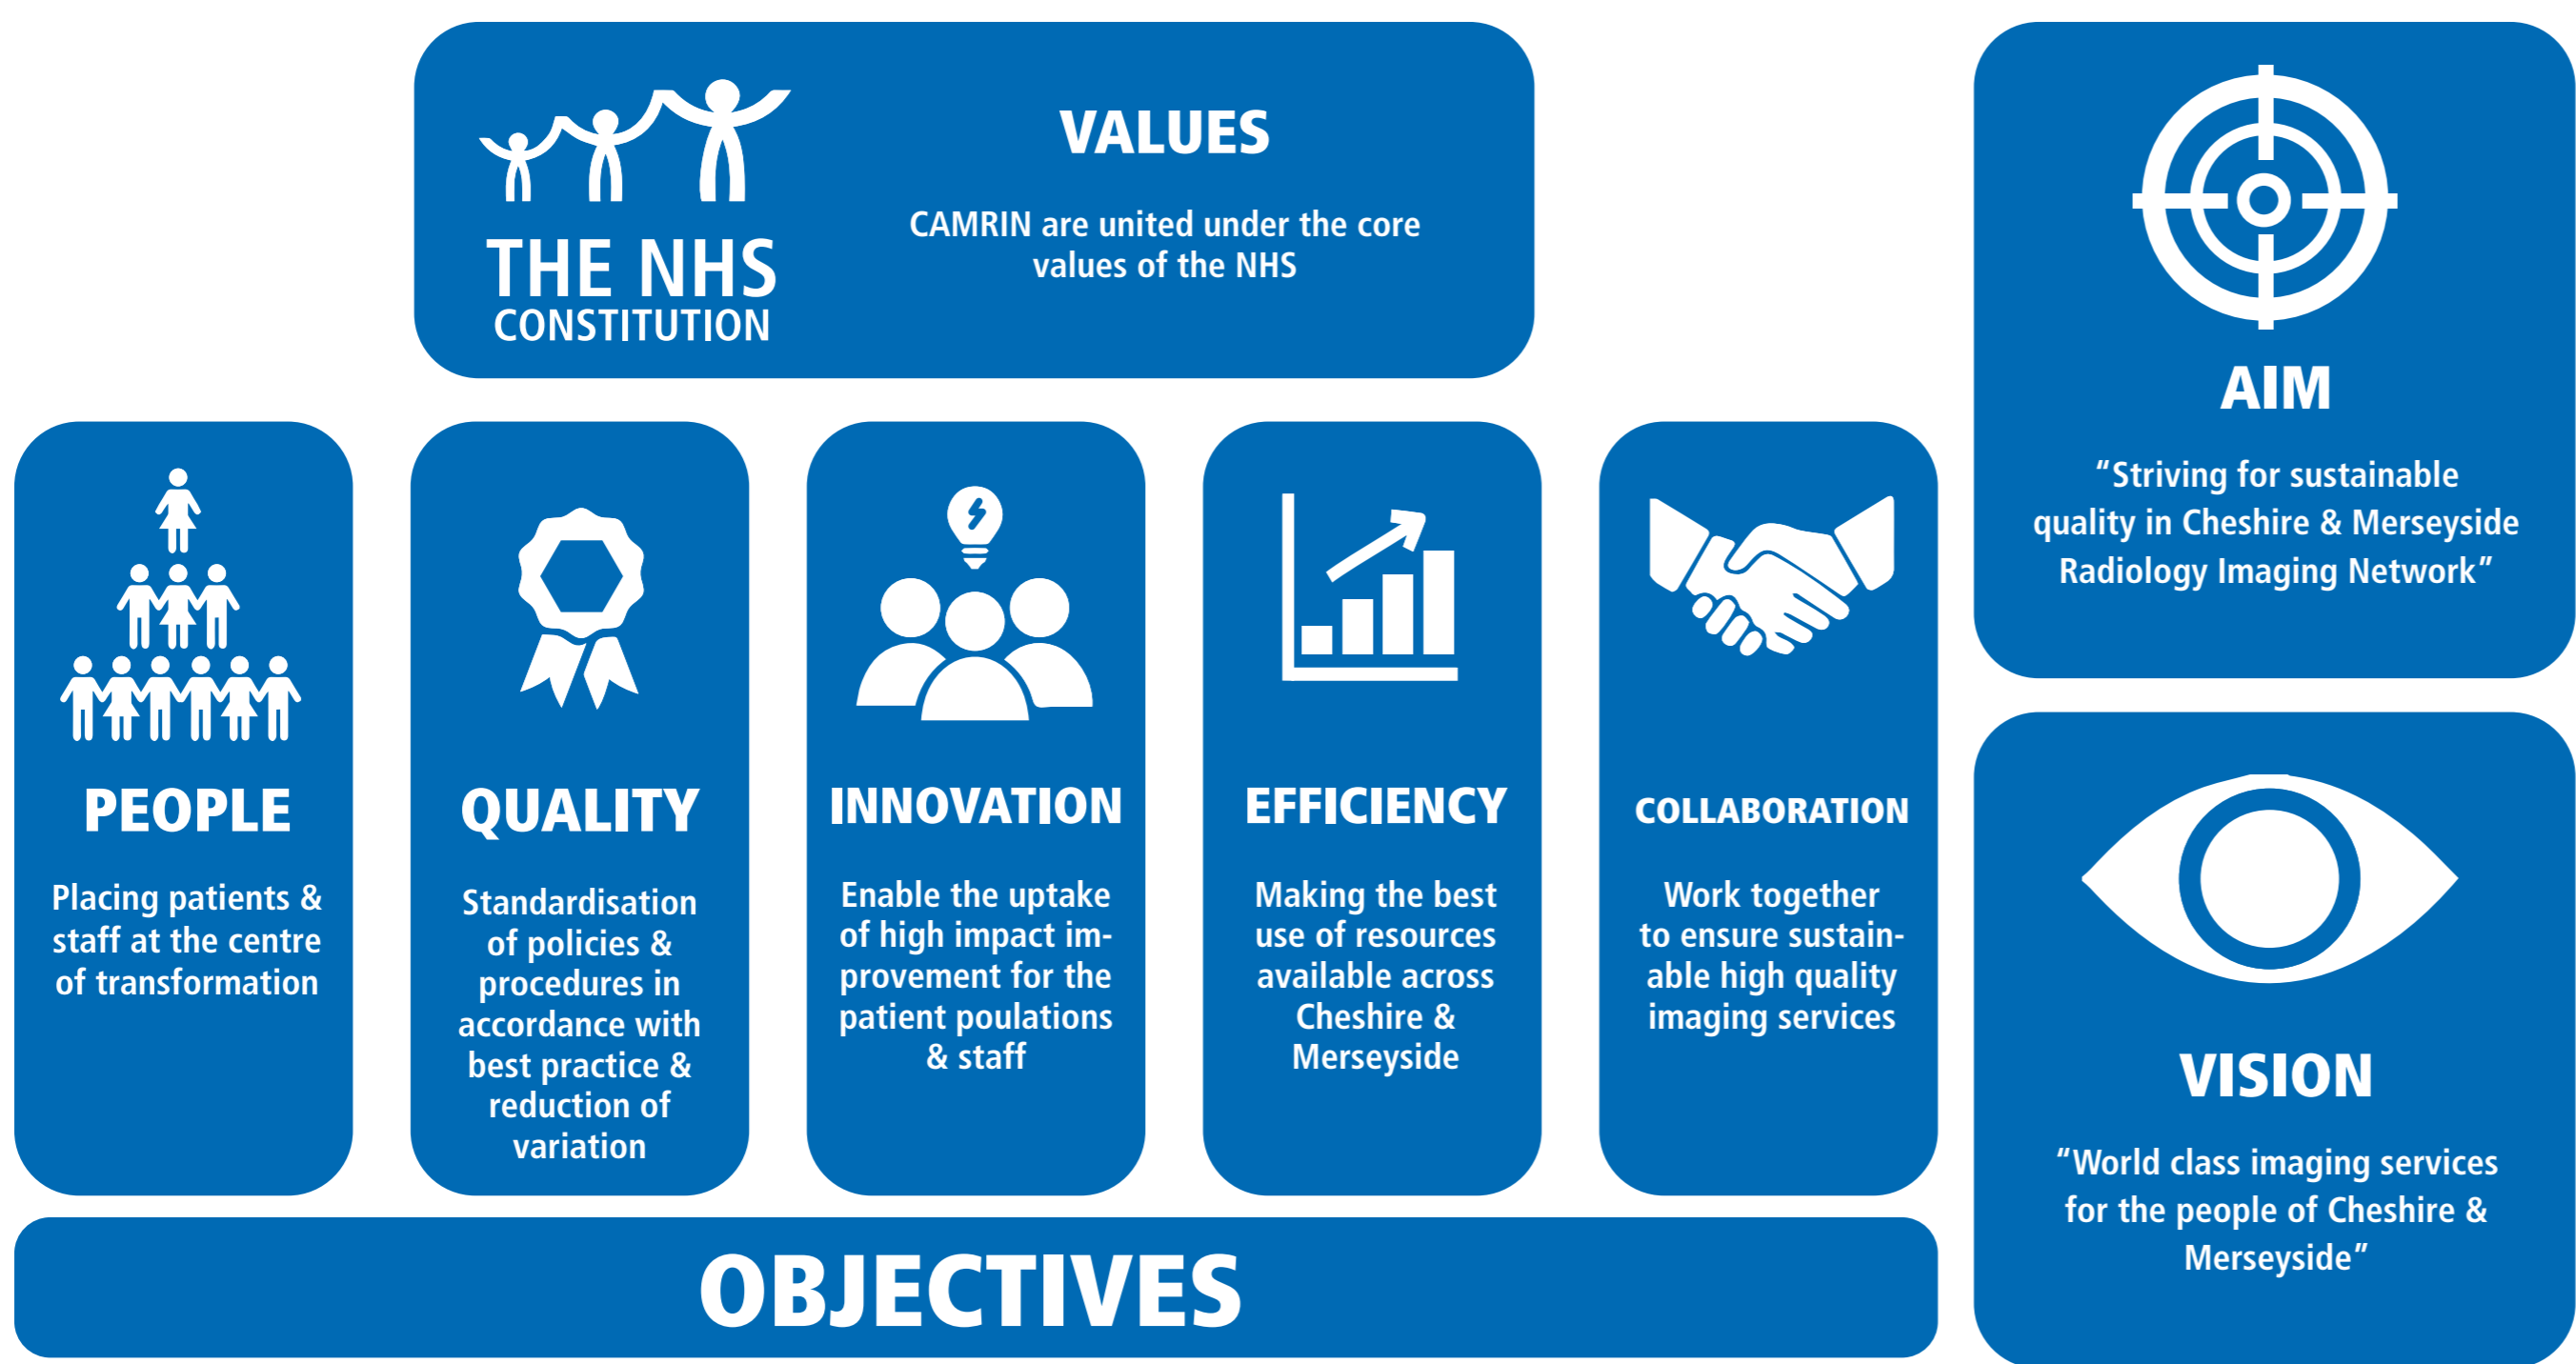 THE NHS
CONSTITUTION
VALUES
CAMRIN are united under the core
values of the NHS
PEOPLE
Placing patients &
staff at the centre
of transformation
QUALITY
Standardisation
of policies &
procedures in
accordance with
best practice &
reduction of
variation
INNOVATION
Enable the uptake
of high impact im-
provement for the
patient poulations
& staff
EFFICIENCY
Making the best
use of resources
available across
Cheshire &
Merseyside
COLLABORATION
Work together
to ensure sustain-
able high quality
imaging services
OBJECTIVES
AIM
“Striving for sustainable
quality in Cheshire & Merseyside
Radiology Imaging Network”
VISION
“World class imaging services
for the people of Cheshire &
Merseyside”